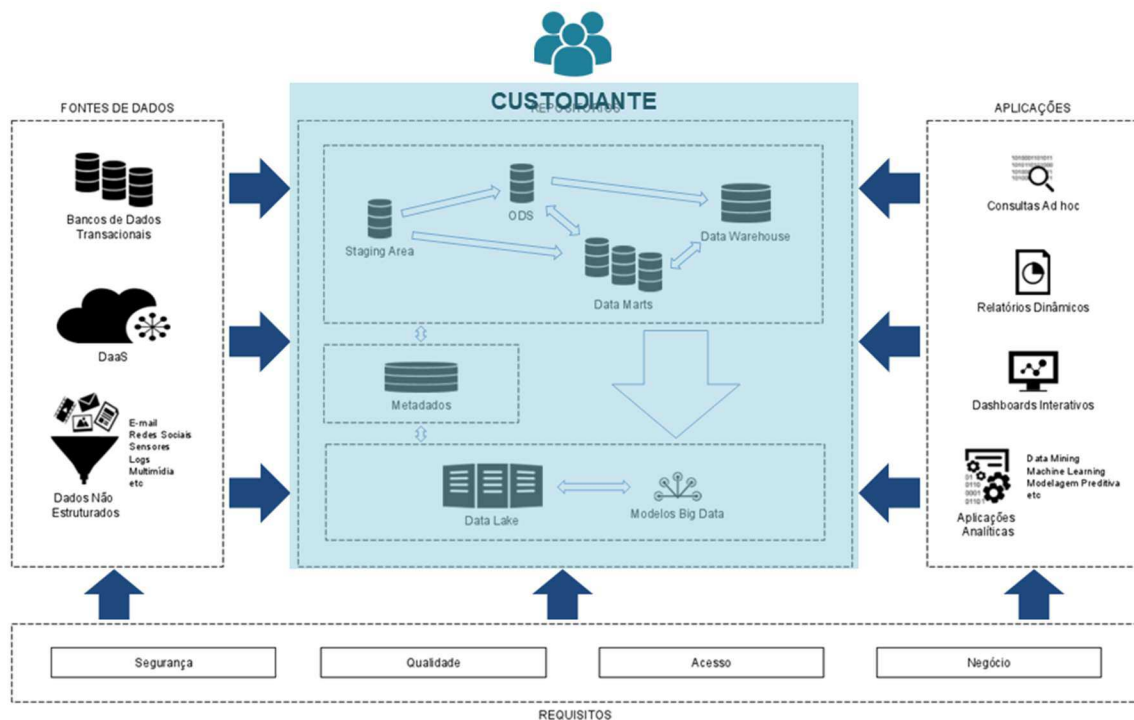 CUSTODIANTE
FONTES DE DADOS
REPOSITÓRIOS
APLICAÇÕES
Bancos de Dados
Transacionais
DaaS
E-mail
Redes Sociais
Sensores
Logs
Multimídia
etc
Dados Não
Estruturados
Staging Area
ODS
Data Warehouse
Data Marts
Metadados
Data Lake
Modelos Big Data
Consultas Ad hoc
Relatórios Dinâmicos
Dashboards Interativos
Data Mining
Machine Learning
Modelagem Preditiva
etc
Aplicações
Analíticas
Segurança
Qualidade
Acesso
Negócio
REQUISITOS